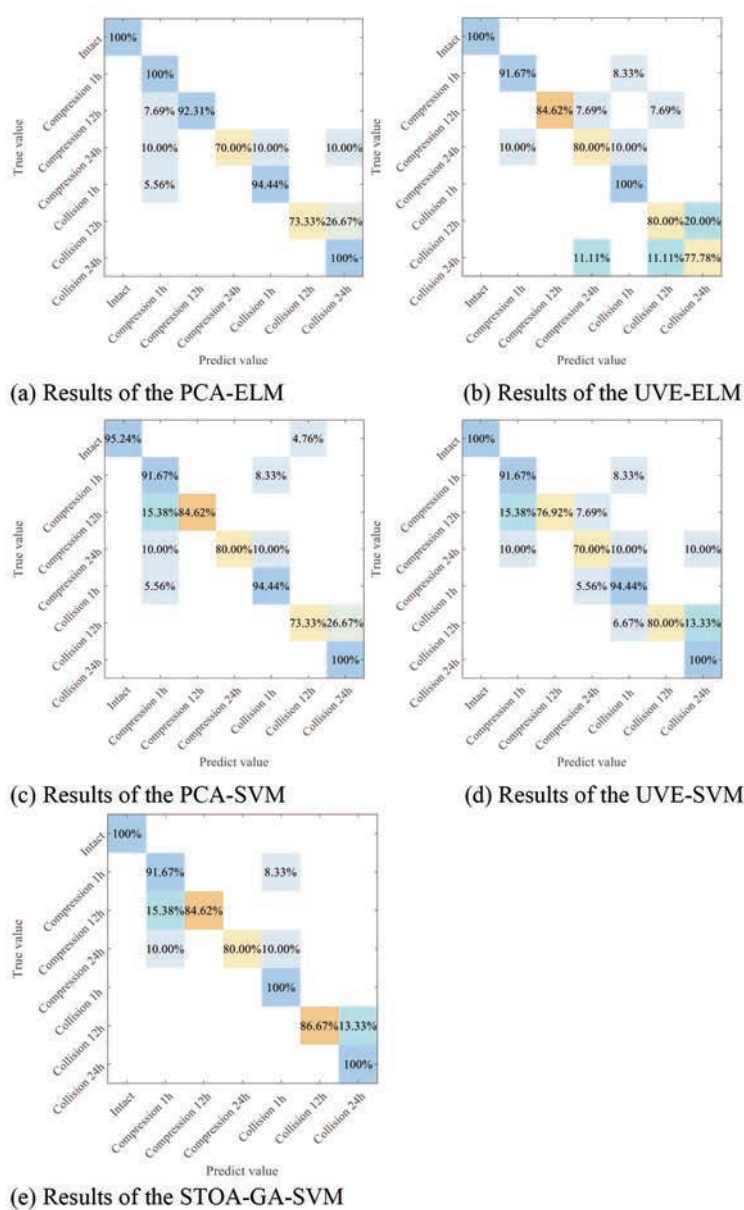 Intact 100%
Compression 1h 100%
Compression 12h 7.69% 92.31%
Compression 24h 10.00% 70.00% 10.00% 10.00%
Collision 1h 5.56% 94.44%
Collision 12h 73.33% 26.67%
Collision 24h 100%
True value
Intact Compression 1h Compression 12h Compression 24h Collision 1h Collision 12h Collision 24h
Predict value
(a) Results of the PCA-ELM
Intact 100%
Compression 1h 91.67% 8.33%
Compression 12h 84.62% 7.69% 7.69%
Compression 24h 10.00% 80.00% 10.00%
Collision 1h 100%
Collision 12h 80.00% 20.00%
Collision 24h 11.11% 11.11% 77.78%
True value
Intact Compression 1h Compression 12h Compression 24h Collision 1h Collision 12h Collision 24h
Predict value
(b) Results of the UVE-ELM
Intact 95.24% 4.76%
Compression 1h 91.67% 8.33%
Compression 12h 15.38% 84.62%
Compression 24h 10.00% 80.00% 10.00%
Collision 1h 5.56% 94.44%
Collision 12h 73.33% 26.67%
Collision 24h 100%
True value
Intact Compression 1h Compression 12h Compression 24h Collision 1h Collision 12h Collision 24h
Predict value
(c) Results of the PCA-SVM
Intact 100%
Compression 1h 91.67% 8.33%
Compression 12h 15.38% 76.92% 7.69%
Compression 24h 10.00% 70.00% 10.00% 10.00%
Collision 1h 5.56% 94.44%
Collision 12h 6.67% 80.00% 13.33%
Collision 24h 100%
True value
Intact Compression 1h Compression 12h Compression 24h Collision 1h Collision 12h Collision 24h
Predict value
(d) Results of the UVE-SVM
Intact 100%
Compression 1h 91.67% 8.33%
Compression 12h 15.38% 84.62%
Compression 24h 10.00% 80.00% 10.00%
Collision 1h 100%
Collision 12h 86.67% 13.33%
Collision 24h 100%
True value
Intact Compression 1h Compression 12h Compression 24h Collision 1h Collision 12h Collision 24h
Predict value
(e) Results of the STOA-GA-SVM